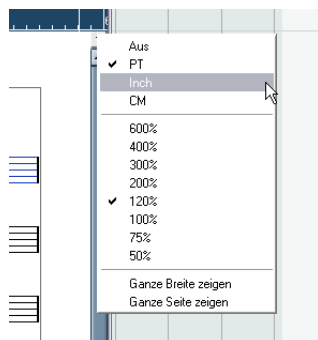 Aus
PT
Inch
CM
600%
400%
300%
200%
120%
100%
75%
50%
Ganze Breite zeigen
Ganze Seite zeigen